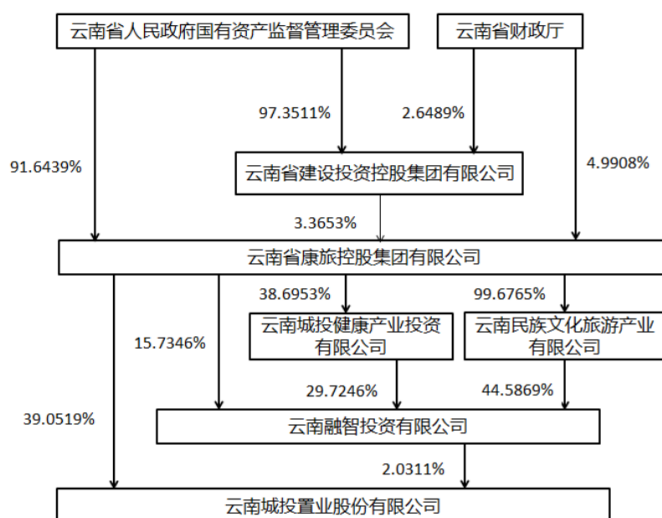 云南省人民政府国有资产监督管理委员会
云南省财政厅
97.3511%
2.6489%
91.6439%
4.9908%
云南省建设投资控股集团有限公司
3.3653%
云南省康旅控股集团有限公司
38.6953%
99.6765%
15.7346%
云南城投健康产业投资
有限公司
云南民族文化旅游产业
有限公司
29.7246%
44.5869%
39.0519%
云南融智投资有限公司
2.0311%
云南城投置业股份有限公司